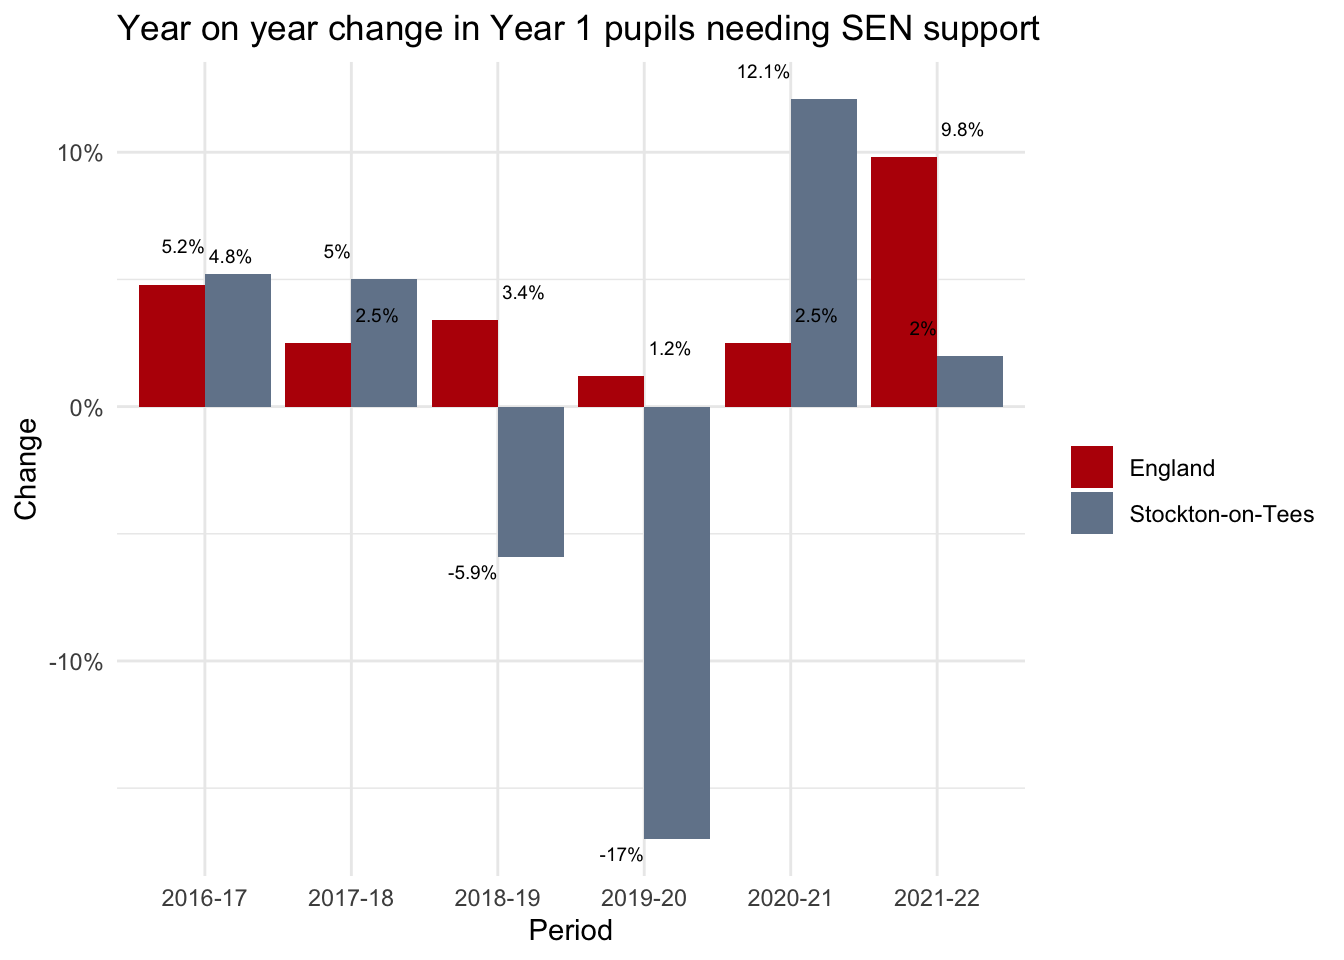 Year on year change in Year 1 pupils needing SEN support
12.1%
9.8%
10%
5.2%
4.8%
5%
3.4%
2.5%
2.5%
2%
1.2%
0%
Change
England
Stockton-on-Tees
-5.9%
-10%
-17%
2016-17 2017-18 2018-19 2019-20 2020-21 2021-22
Period